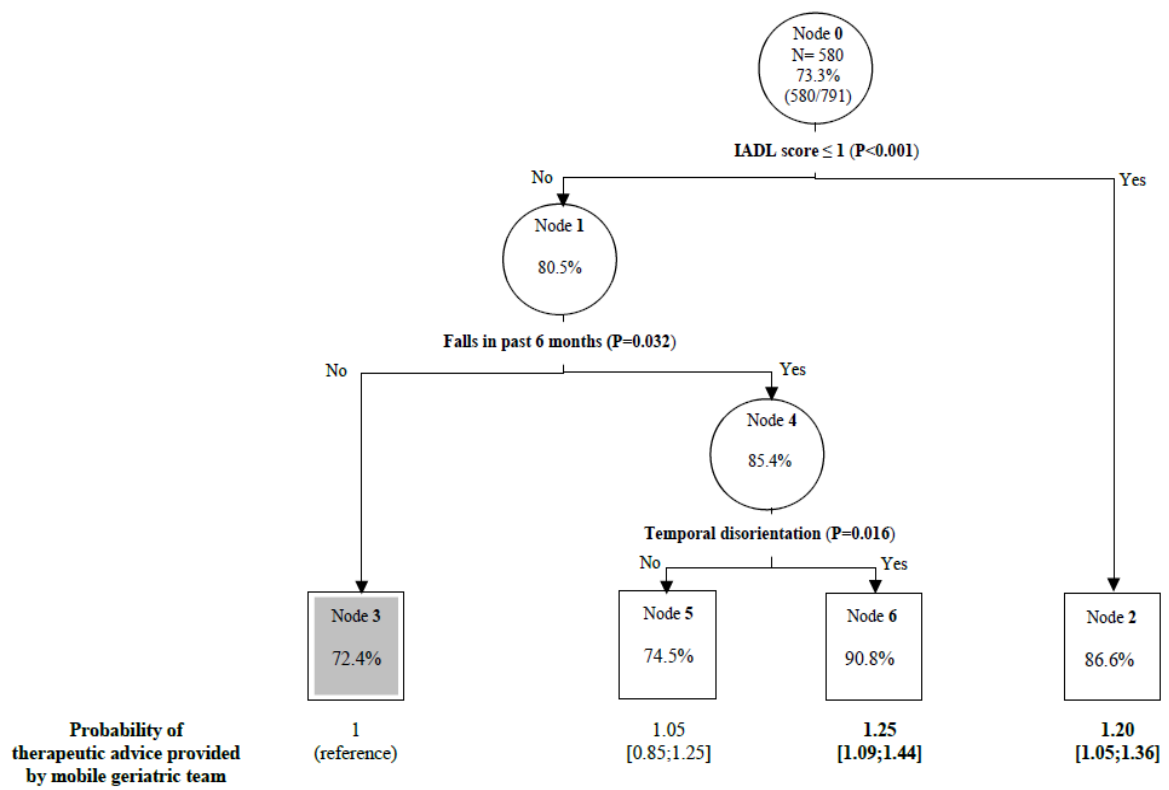 Node 0
N= 580
73.3%
(580/791)
IADL score ≤ 1 (P<0.001)
No
Yes
Node 1
80.5%
Falls in past 6 months (P=0.032)
No
Yes
Node 4
85.4%
Temporal disorientation (P=0.016)
No
Yes
Node 3
72.4%
Node 5
74.5%
Node 6
90.8%
Node 2
86.6%
Probability of
therapeutic advice provided
by mobile geriatric team
1
(reference)
1.05
[0.85;1.25]
1.25
[1.09;1.44]
1.20
[1.05;1.36]